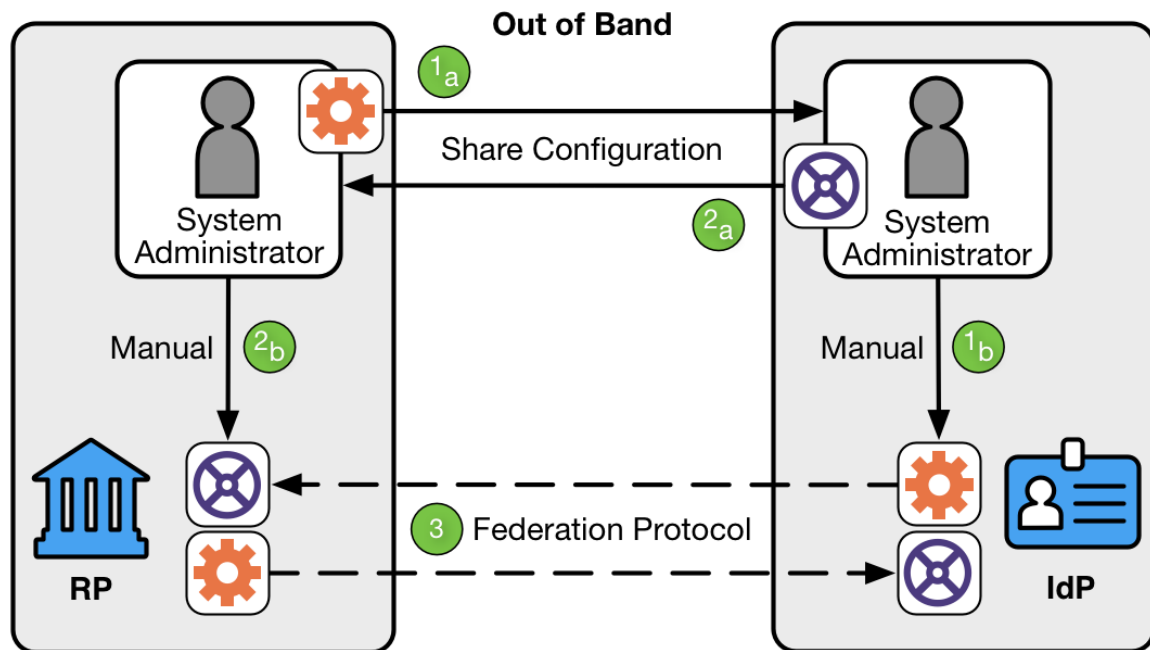 Out of Band
1a
Share Configuration
2a
System
Administrator
System
Administrator
Manual
2b
Manual
1b
3 Federation Protocol
RP
IdP